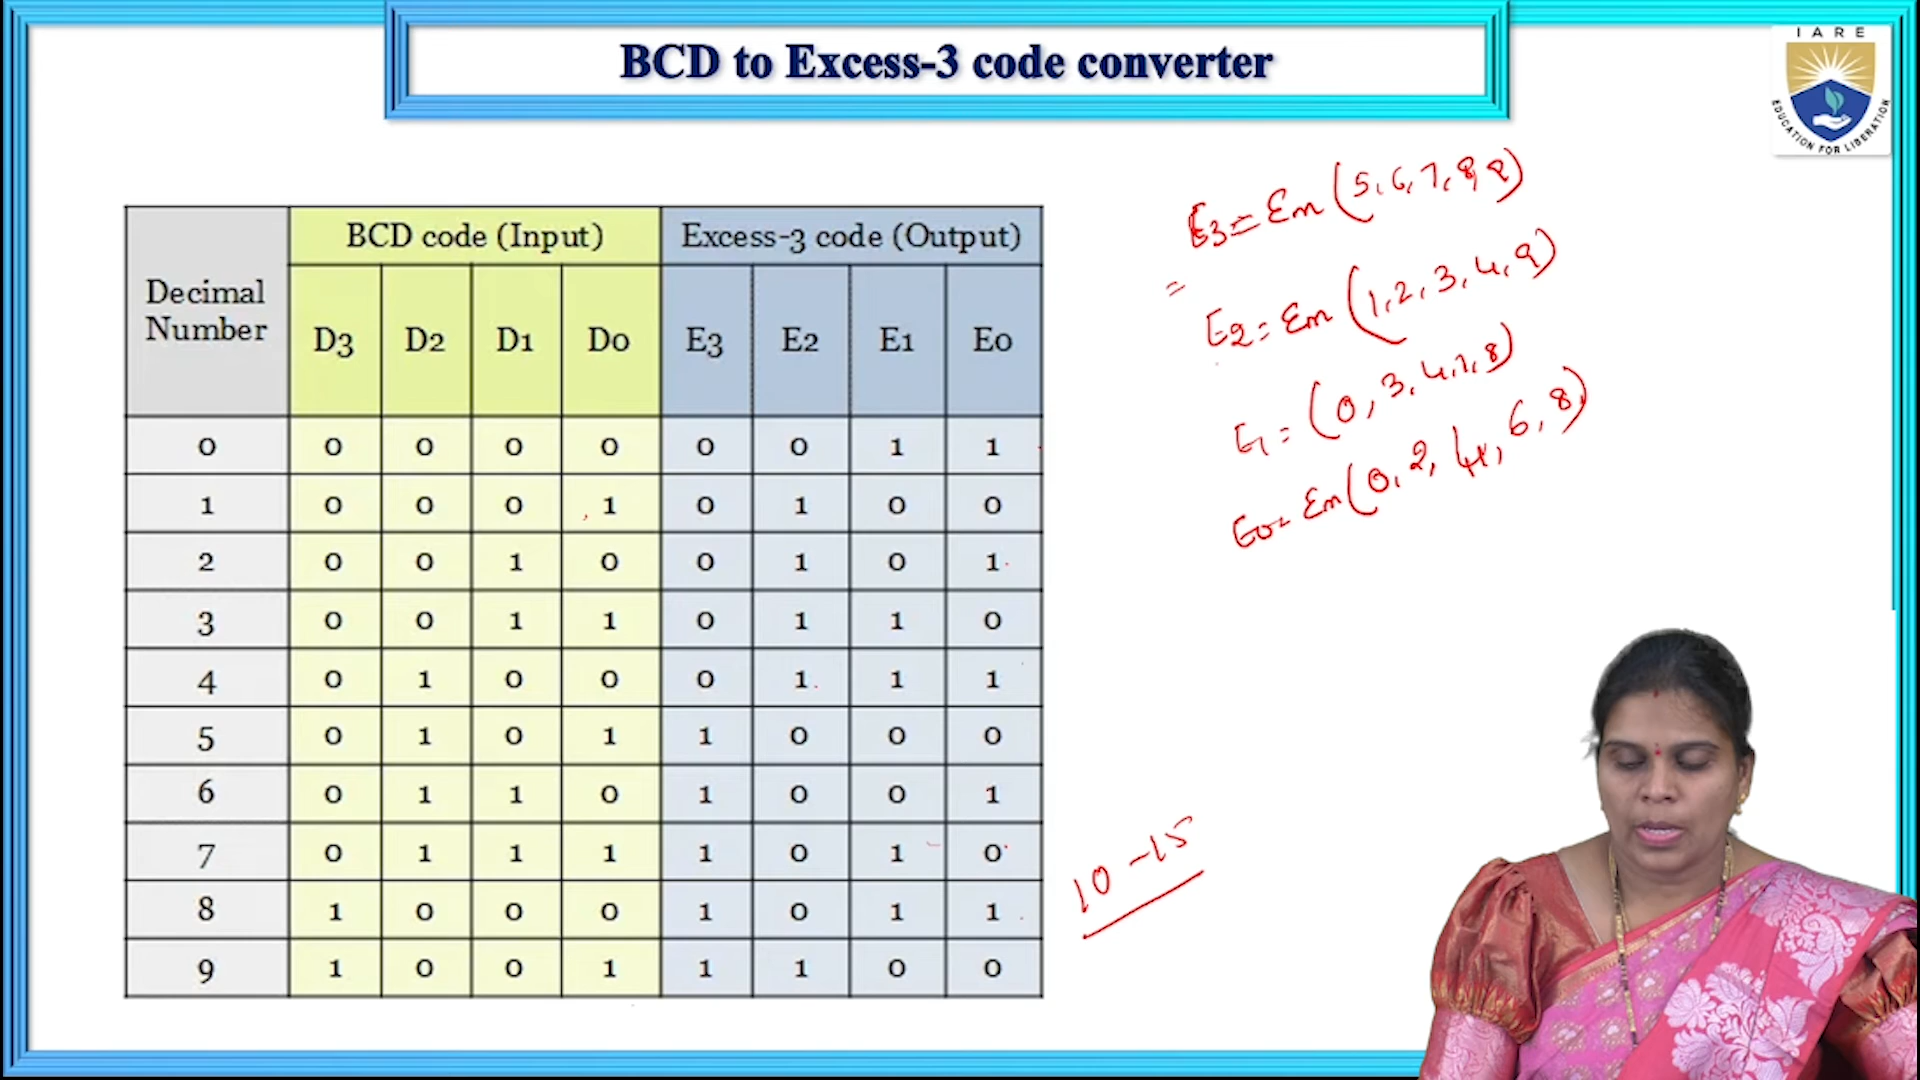 BCD to Excess-3 code converter
IARE
EDUCATION FOR LIBERATION
Decimal Number BCD code (Input) Excess-3 code (Output)
D3 D2 D1 D0 E3 E2 E1 E0
0 0 0 0 0 0 0 1 1
1 0 0 0 1 0 1 0 0
2 0 0 1 0 0 1 0 1
3 0 0 1 1 0 1 1 0
4 0 1 0 0 0 1 1 1
5 0 1 0 1 1 0 0 0
6 0 1 1 0 1 0 0 1
7 0 1 1 1 1 0 1 0
8 1 0 0 0 1 0 1 1
9 1 0 0 1 1 1 0 0
E3 = Σm (5, 6, 7, 8, 9)
=
E2 = Σm (1, 2, 3, 4, 9)
E1 = (0, 3, 4, 7, 8)
E0 = Σm (0, 2, 4, 6, 8)
10 - 15